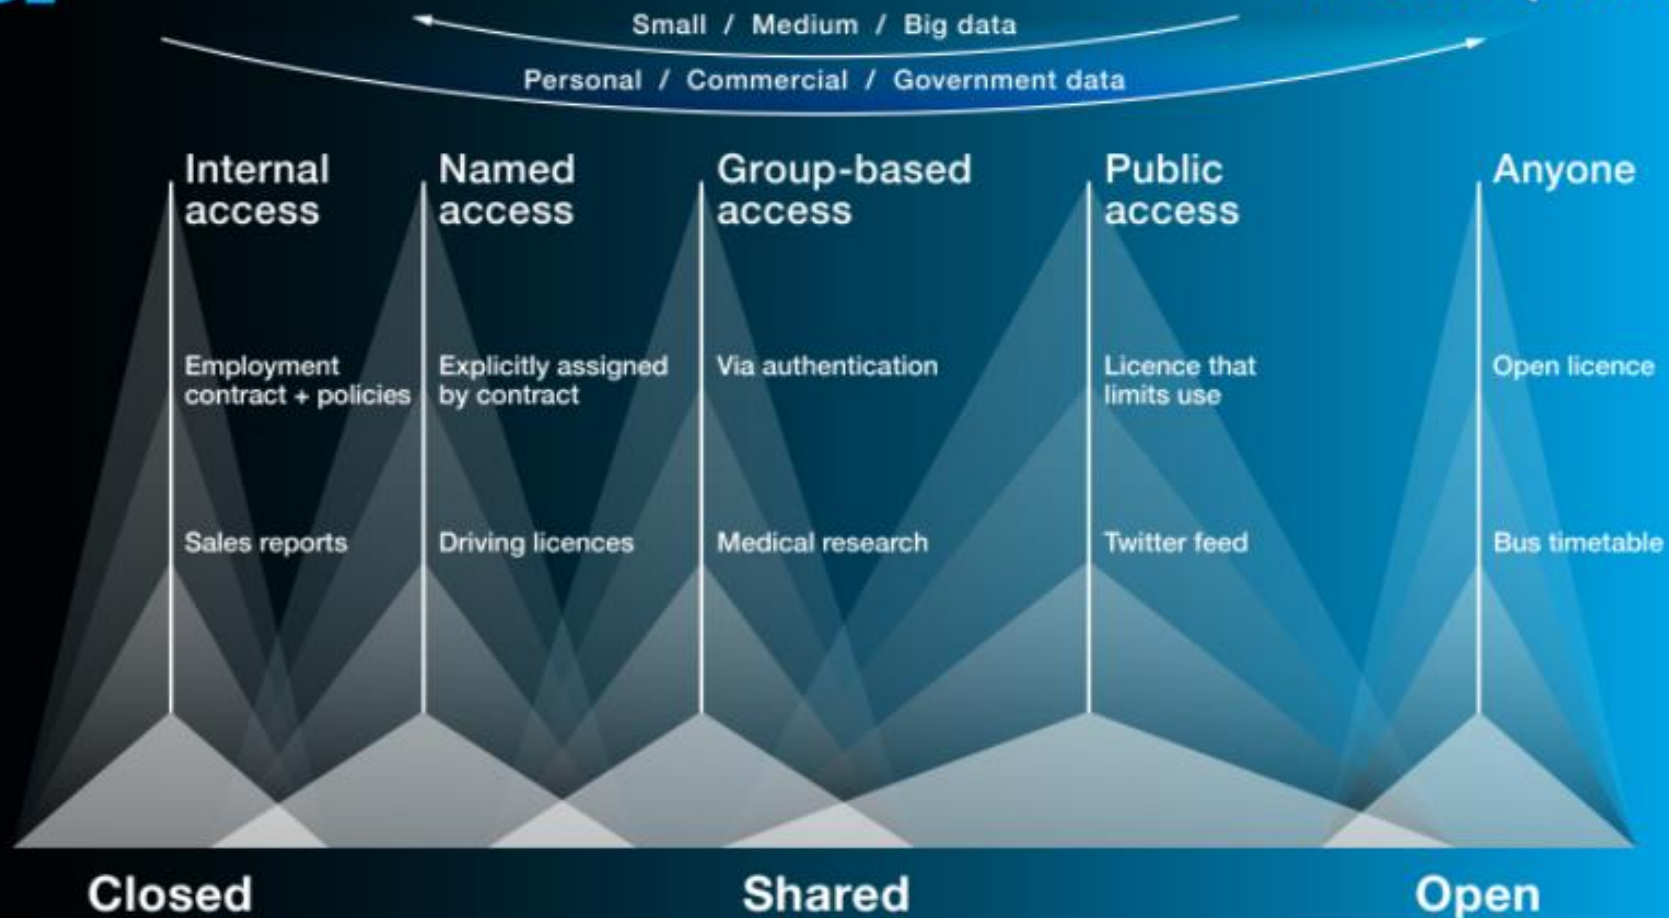 Small / Medium / Big data
Personal / Commercial / Government data
Internal access
Named access
Group-based access
Public access
Anyone
Employment contract + policies
Explicitly assigned by contract
Via authentication
Licence that limits use
Open licence
Sales reports
Driving licences
Medical research
Twitter feed
Bus timetable
Closed
Shared
Open